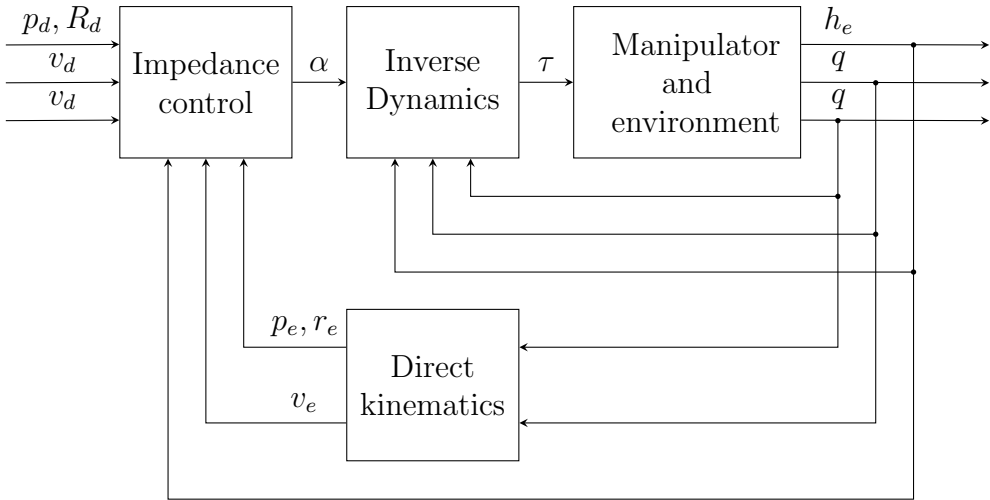 p_d, R_d
v_d
v_d
Impedance
control
α
Inverse
Dynamics
τ
Manipulator
and
environment
h_e
q
q
p_e, r_e
v_e
Direct
kinematics